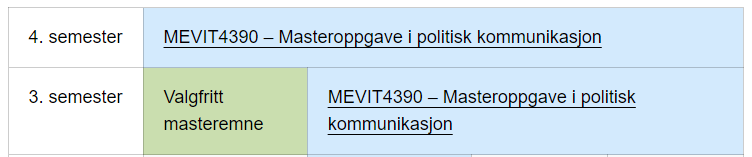 4. semester
MEVIT4390 – Masteroppgave i politisk kommunikasjon
3. semester
Valgfritt
masteremne
MEVIT4390 – Masteroppgave i politisk
kommunikasjon